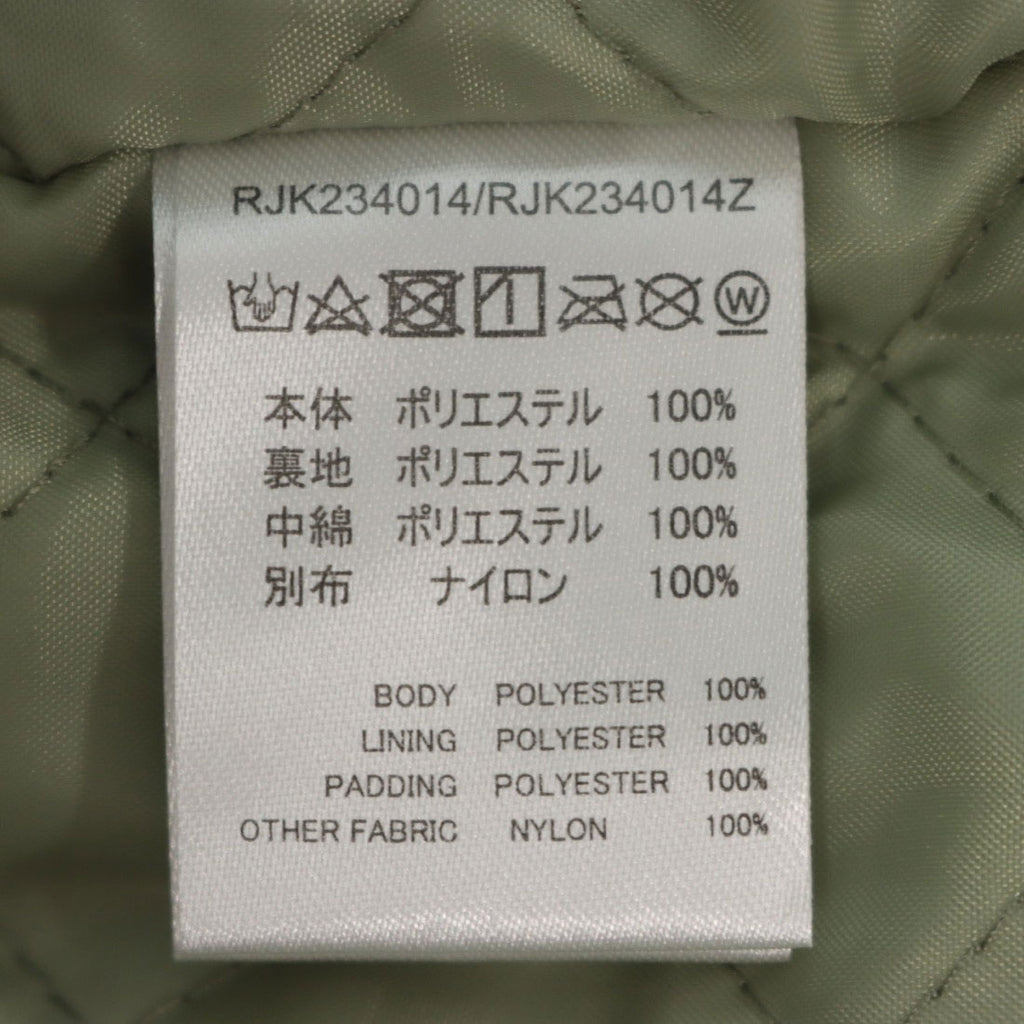 RJK234014/RJK234014Z
W
本体 ポリエステル 100%
裏地 ポリエステル 100%
中綿 ポリエステル 100%
別布 ナイロン 100%
BODY POLYESTER 100%
LINING POLYESTER 100%
PADDING POLYESTER 100%
OTHER FABRIC NYLON 100%